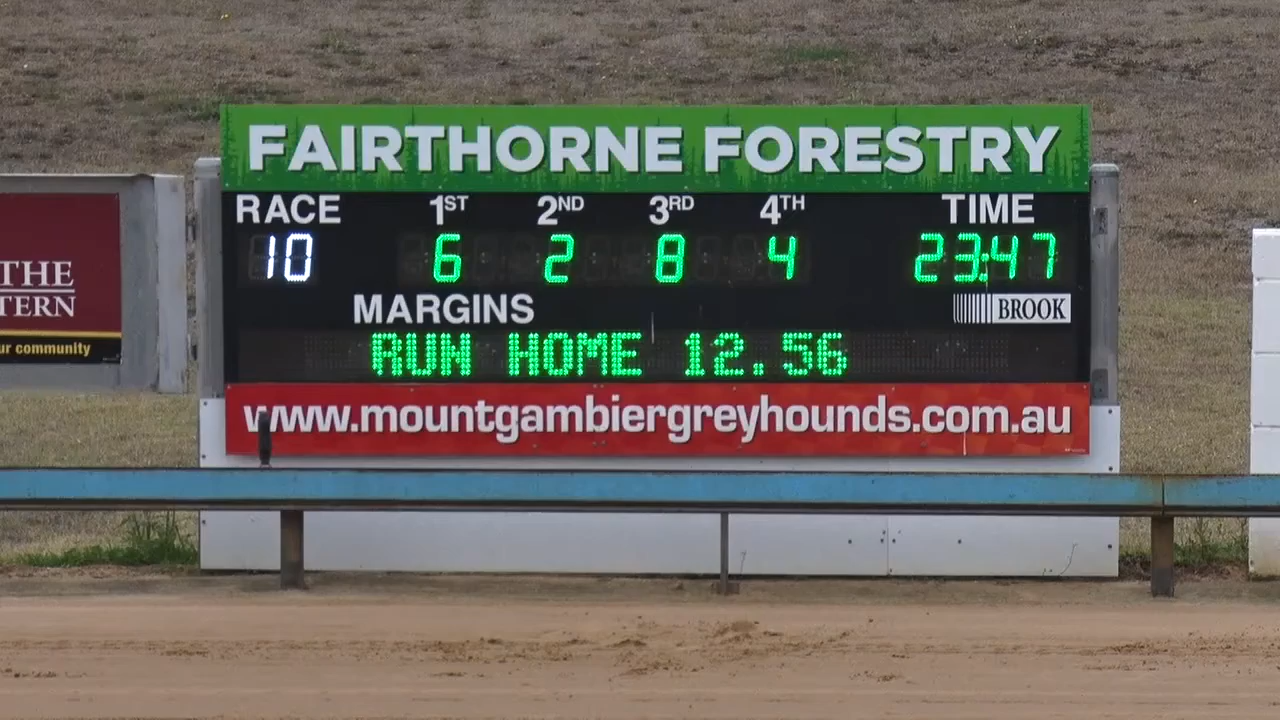 FAIRTHORNE FORESTRY
RACE 1ST 2ND 3RD 4TH TIME
10 6 2 8 4 23:47
MARGINS
BROOK
RUN HOME 12.56
www.mountgambiergreyhounds.com.au
THE
TERN
ur community